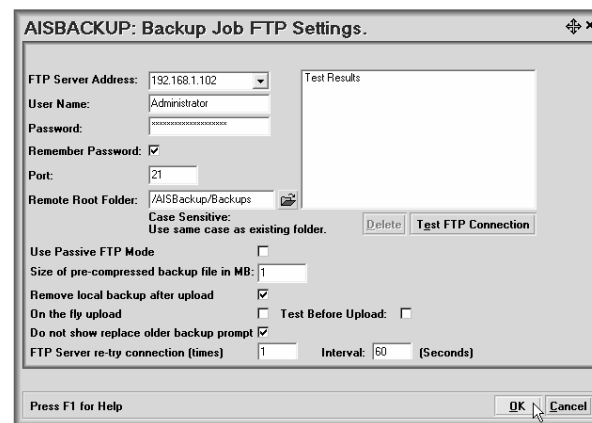 AISBACKUP: Backup Job FTP Settings.
FTP Server Address: 192.168.1.102
Test Results
User Name: Administrator
Password: xxxxxxxxxxxxxxxxxxx
Remember Password:
Port: 21
Remote Root Folder: /AISBackup/Backups
Case Sensitive:
Use same case as existing folder.
Delete Test FTP Connection
Use Passive FTP Mode
Size of pre-compressed backup file in MB: 1
Remove local backup after upload
On the fly upload Test Before Upload:
Do not show replace older backup prompt
FTP Server re-try connection (times) 1 Interval: 60 (Seconds)
Press F1 for Help OK Cancel